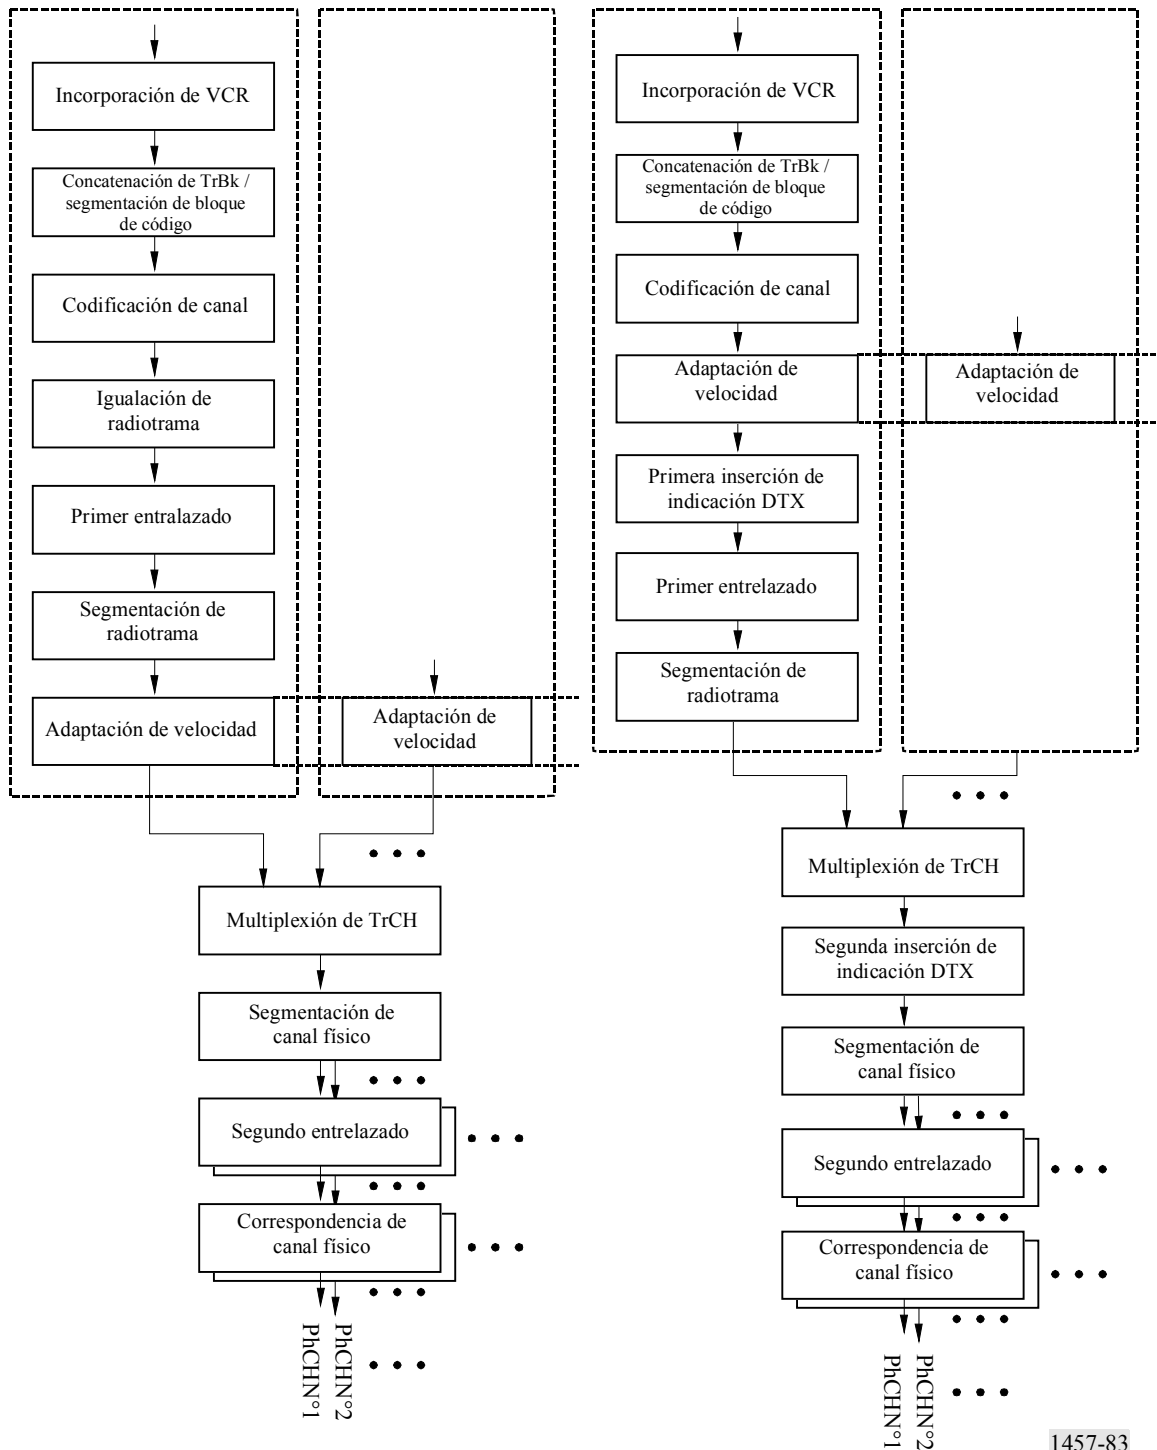 Incorporación de VCR
Concatenación de TrBk /
segmentación de bloque
de código
Codificación de canal
Igualación de
radiotrama
Primer entralazado
Segmentación de
radiotrama
Adaptación de velocidad
Adaptación de
velocidad
Multiplexión de TrCH
Segmentación de
canal físico
Segundo entrelazado
Correspondencia de
canal físico
PhCHN°1
PhCHN°2
Incorporación de VCR
Concatenación de TrBk /
segmentación de bloque
de código
Codificación de canal
Adaptación de
velocidad
Adaptación de
velocidad
Primera inserción de
indicación DTX
Primer entrelazado
Segmentación de
radiotrama
Multiplexión de TrCH
Segunda inserción de
indicación DTX
Segmentación de
canal físico
Segundo entrelazado
Correspondencia de
canal físico
PhCHN°1
PhCHN°2
1457-83